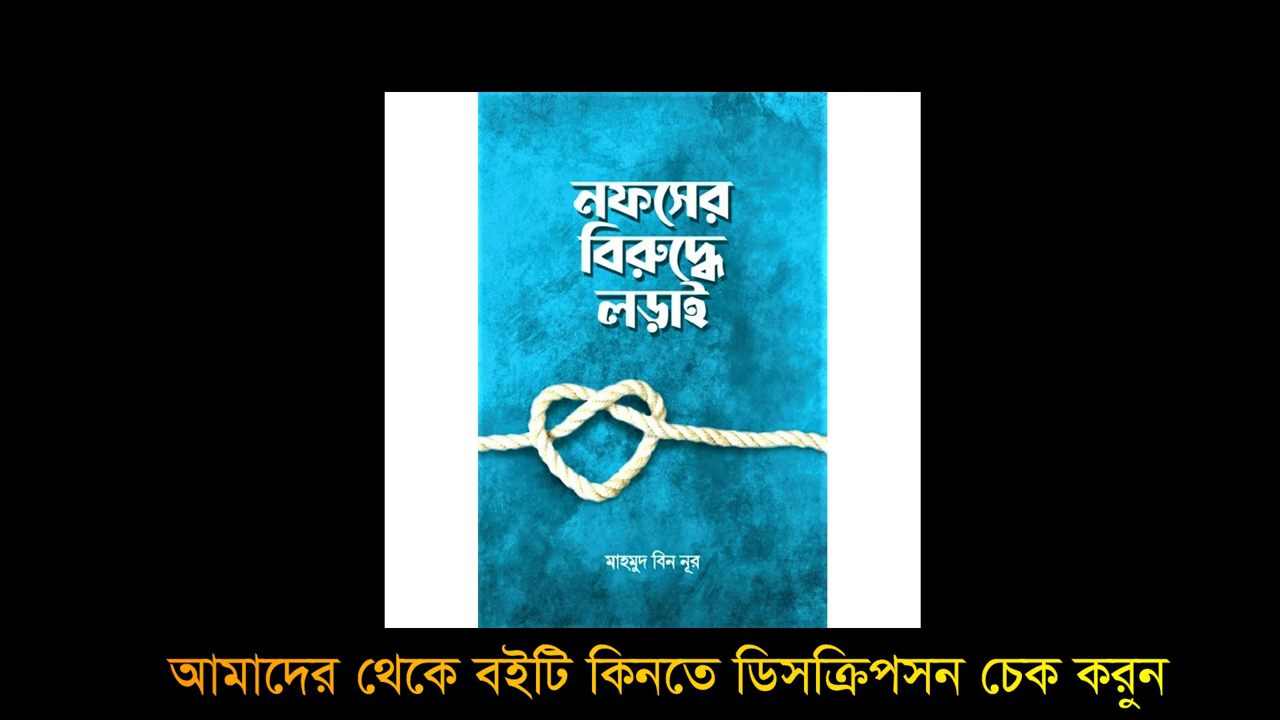 নফসের
বিরুদ্ধে
লড়াই
মাহমুদ বিন নূর
আমাদের থেকে বইটি কিনতে ডিসক্রিপসন চেক করুন